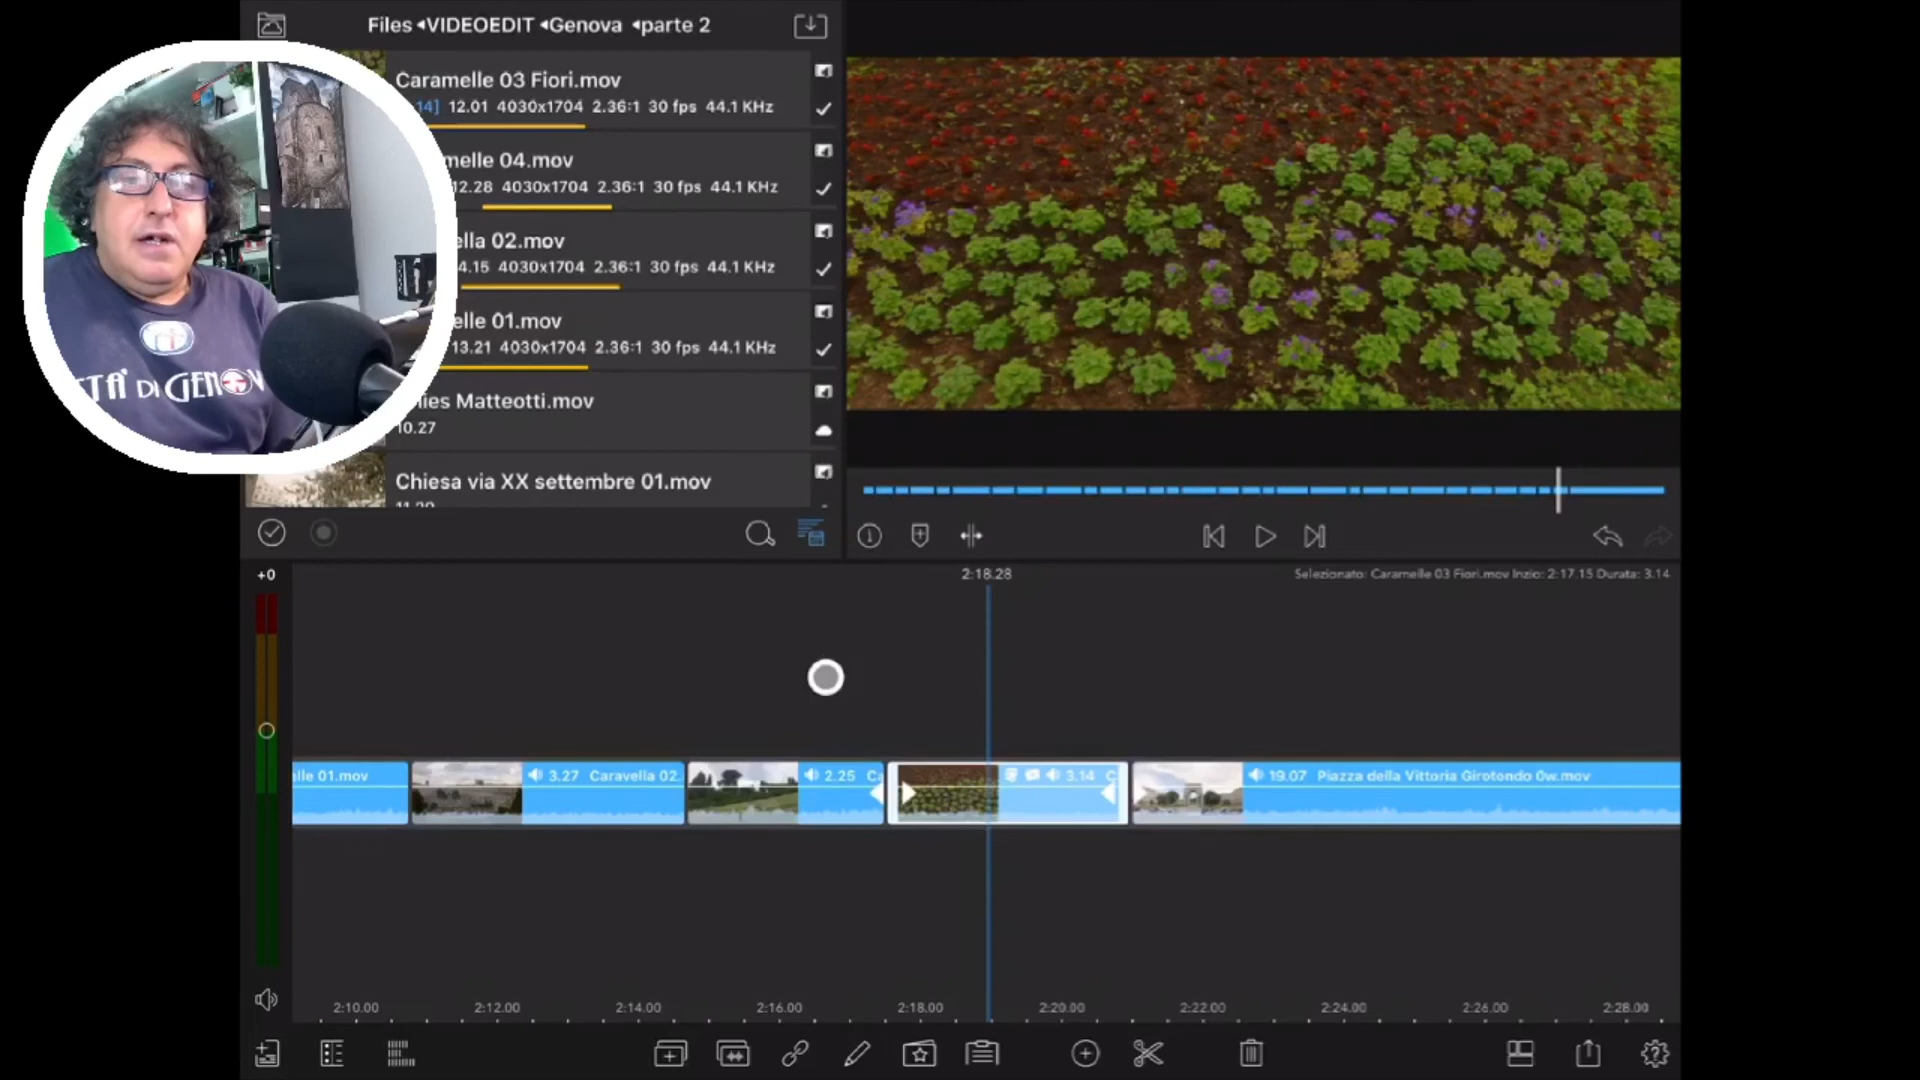 Files ◂VIDEOEDIT ◂Genova ◂parte 2
Caramelle 03 Fiori.mov
14] 12.01 4030x1704 2.36:1 30 fps 44.1 KHz
melle 04.mov
12.28 4030x1704 2.36:1 30 fps 44.1 KHz
ella 02.mov
4.15 4030x1704 2.36:1 30 fps 44.1 KHz
elle 01.mov
13.21 4030x1704 2.36:1 30 fps 44.1 KHz
Matteotti.mov
10.27
Chiesa via XX settembre 01.mov
TÀ DI GENOV
+0
2:18.28
Selezionato: Caramelle 03 Fiori.mov Inzio: 2:17.15 Durata: 3.14
lle 01.mov
3.27 Caravella 02.
2.25 Ca
3.14 C
19.07 Piazza della Vittoria Girotondo 0w.mov
2:10.00 2:12.00 2:14.00 2:16.00 2:18.00 2:20.00 2:22.00 2:24.00 2:26.00 2:28.00